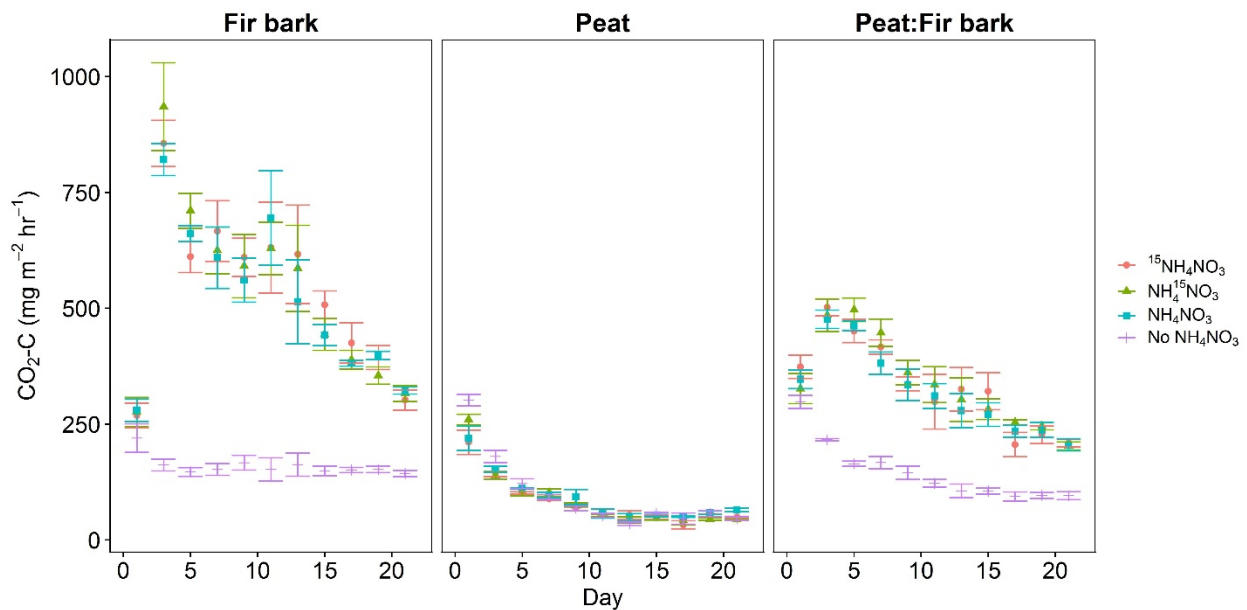 Fir bark Peat Peat:Fir bark
CO₂-C (mg m⁻² hr⁻¹)
1000
750
500
250
0
0 5 10 15 20 0 5 10 15 20 0 5 10 15 20
Day
¹⁵NH₄NO₃
NH₄¹⁵NO₃
NH₄NO₃
No NH₄NO₃